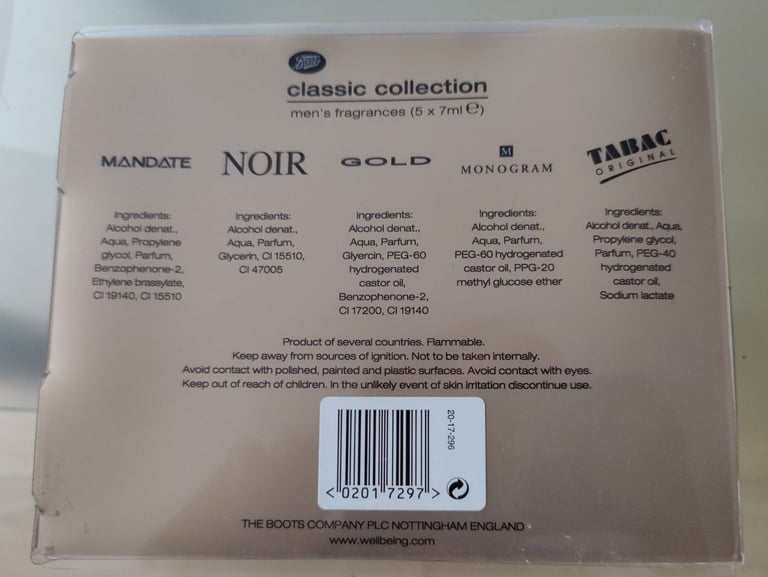 Boots
classic collection
men's fragrances (5 x 7ml ℮)
MANDATE
Ingredients:
Alcohol denat.,
Aqua, Propylene
glycol, Parfum,
Benzophenone-2,
Ethylene brassylate,
CI 19140, CI 15510
NOIR
Ingredients:
Alcohol denat.,
Aqua, Parfum,
Glycerin, CI 15510,
CI 47005
GOLD
Ingredients:
Alcohol denat.,
Aqua, Parfum,
Glyercin, PEG-60
hydrogenated
castor oil,
Benzophenone-2,
CI 17200, CI 19140
M
MONOGRAM
Ingredients:
Alcohol denat.,
Aqua, Parfum,
PEG-60 hydrogenated
castor oil, PPG-20
methyl glucose ether
TABAC
ORIGINAL
Ingredients:
Alcohol denat., Aqua,
Propylene glycol,
Parfum, PEG-40
hydrogenated
castor oil,
Sodium lactate
Product of several countries. Flammable.
Keep away from sources of ignition. Not to be taken internally.
Avoid contact with polished, painted and plastic surfaces. Avoid contact with eyes.
Keep out of reach of children. In the unlikely event of skin irritation discontinue use.
20-17-296
<0201 7297>
THE BOOTS COMPANY PLC NOTTINGHAM ENGLAND
www.wellbeing.com